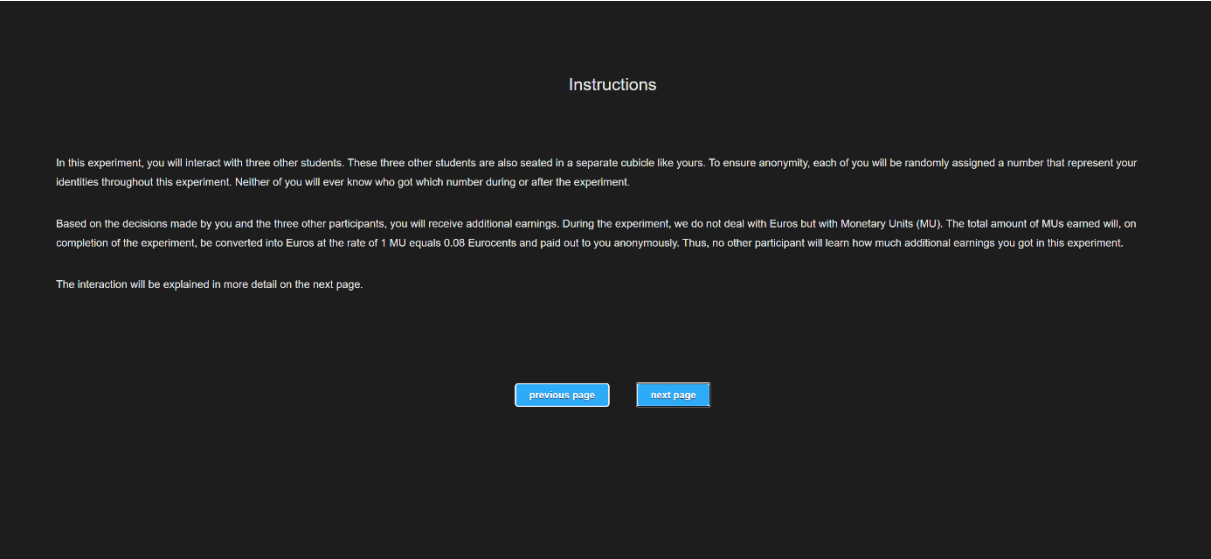 Instructions
In this experiment, you will interact with three other students. These three other students are also seated in a separate cubicle like yours. To ensure anonymity, each of you will be randomly assigned a number that represent your
identities throughout this experiment. Neither of you will ever know who got which number during or after the experiment.
Based on the decisions made by you and the three other participants, you will receive additional earnings. During the experiment, we do not deal with Euros but with Monetary Units (MU). The total amount of MUs earned will, on
completion of the experiment, be converted into Euros at the rate of 1 MU equals 0.08 Eurocents and paid out to you anonymously. Thus, no other participant will learn how much additional earnings you got in this experiment.
The interaction will be explained in more detail on the next page.
previous page next page